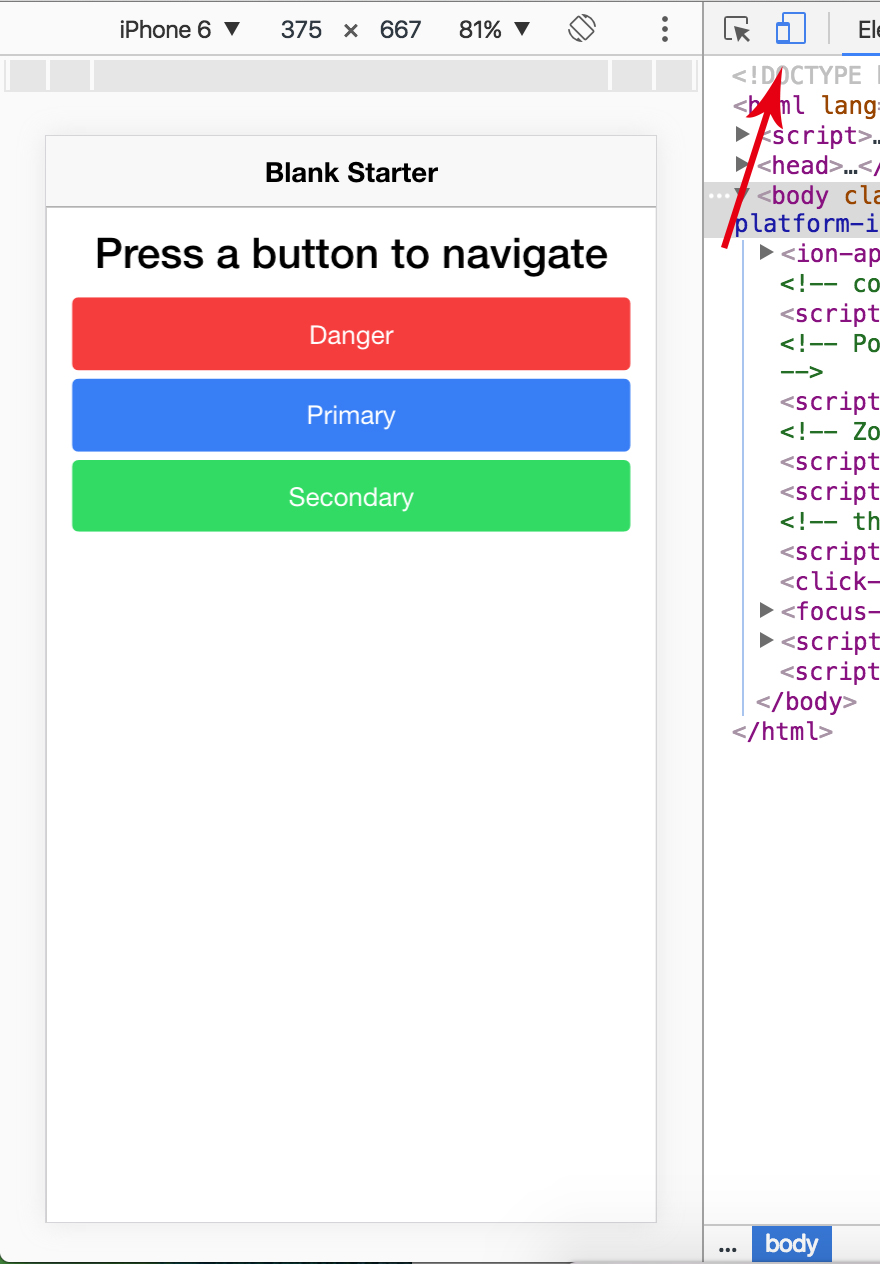 iPhone 6 ▼ 375 × 667 81% ▼
Blank Starter
Press a button to navigate
Danger
Primary
Secondary
Ele
<!DOCTYPE
<html lang=
▶ <script>…
▶ <head>…</
… ▼ <body cla
platform-i
▶ <ion-ap
<!-- co
<script
<!-- Po
-->
<script
<!-- Zo
<script
<script
<!-- th
<script
<click-
▶ <focus-
▶ <script
<script
</body>
</html>
... body